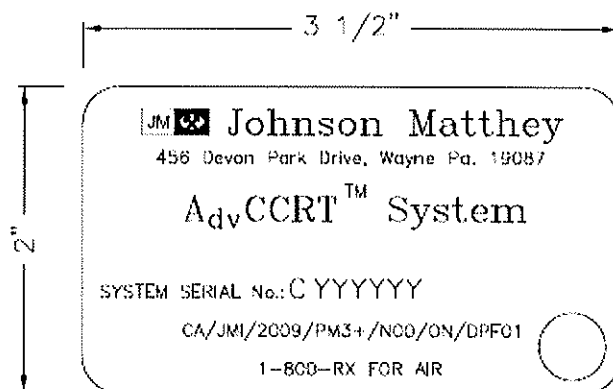 3 1/2"
JM Johnson Matthey
456 Devon Park Drive, Wayne Pa. 19087
AdvCCRT™ System
2"
SYSTEM SERIAL No.: C YYYYYY
CA/JMI/2009/PM3+/N00/ON/DPF01
1-800-RX FOR AIR